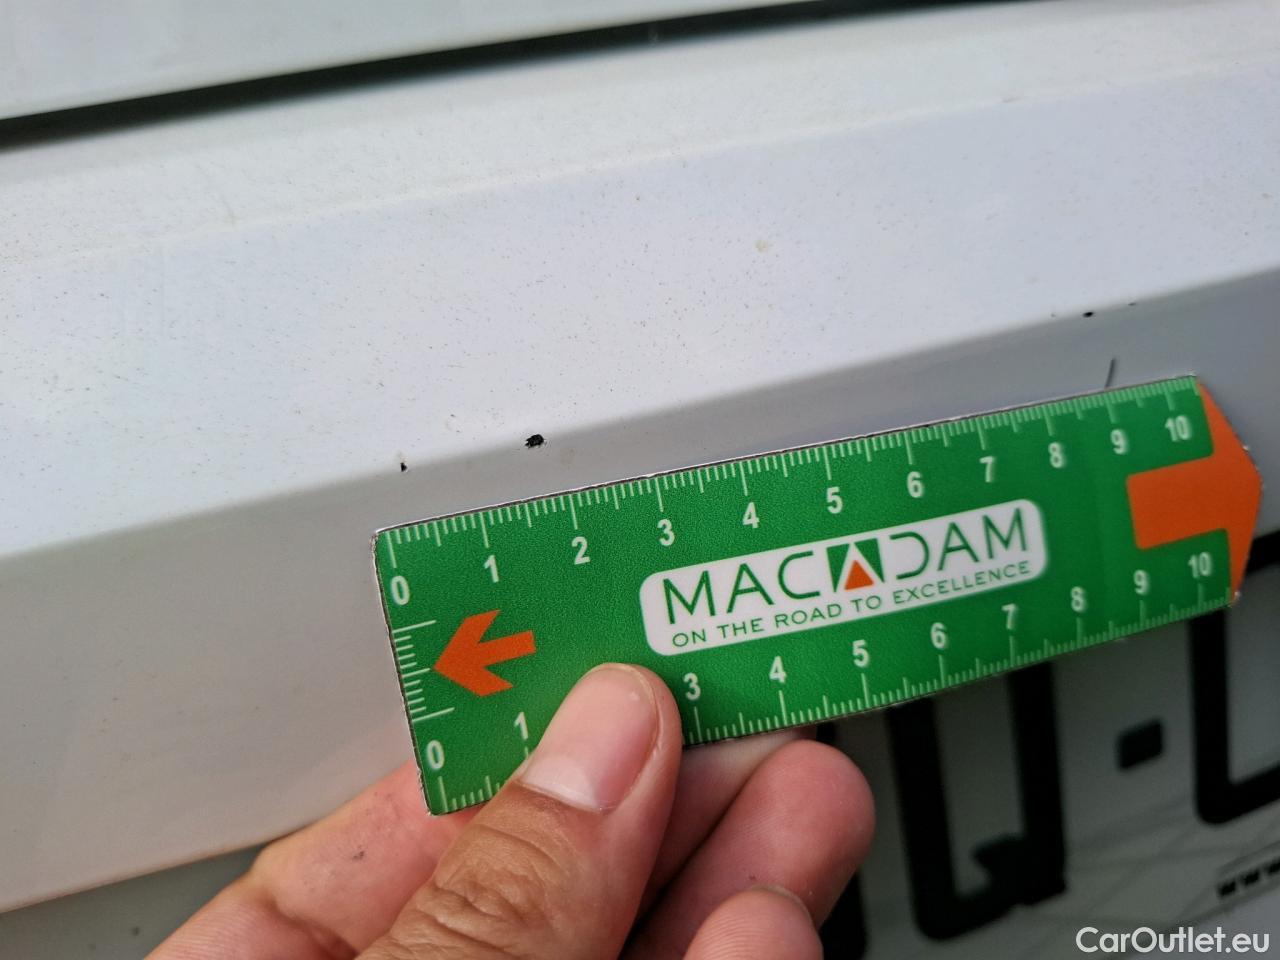 0 1 2 3 4 5 6 7 8 9 10
MACADAM
ON THE ROAD TO EXCELLENCE
0 1 3 4 5 6 7 8 9 10
www.
CarOutlet.eu